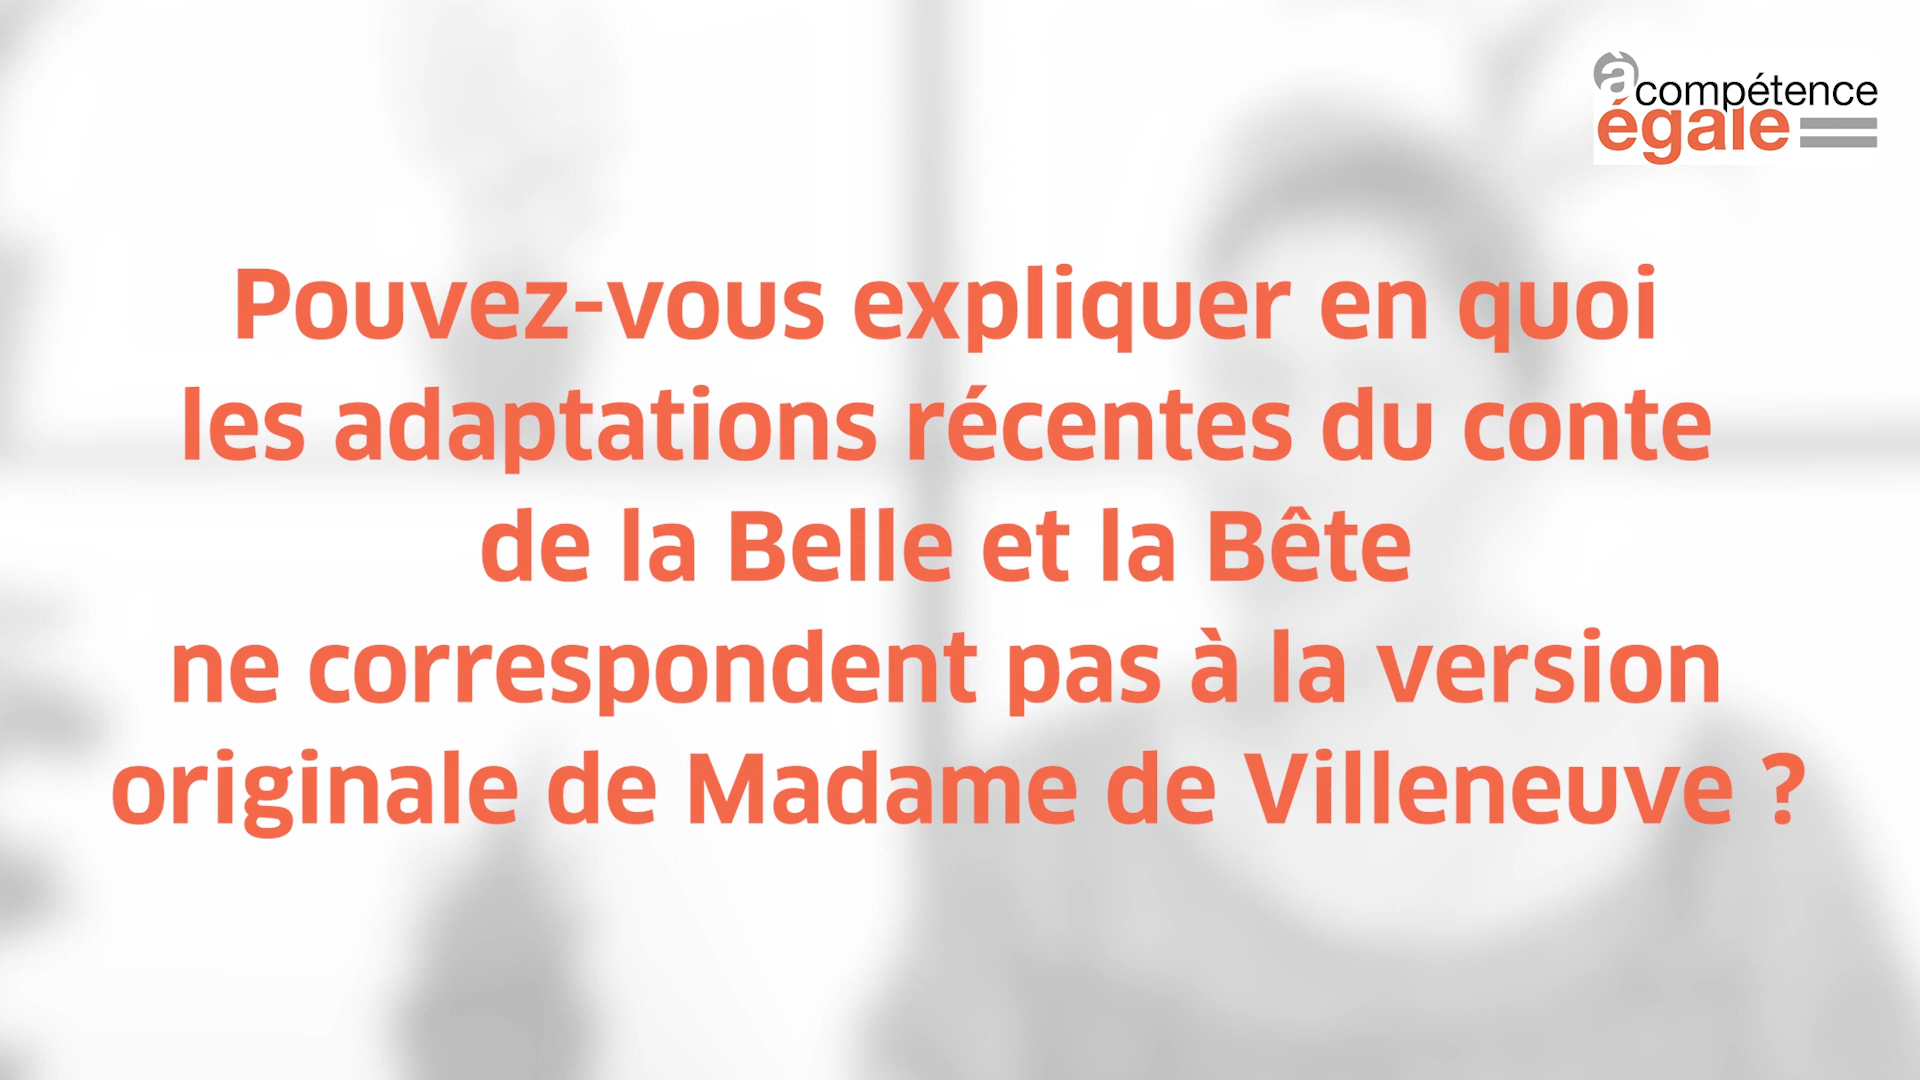 à compétence
égale
Pouvez-vous expliquer en quoi
les adaptations récentes du conte
de la Belle et la Bête
ne correspondent pas à la version
originale de Madame de Villeneuve ?